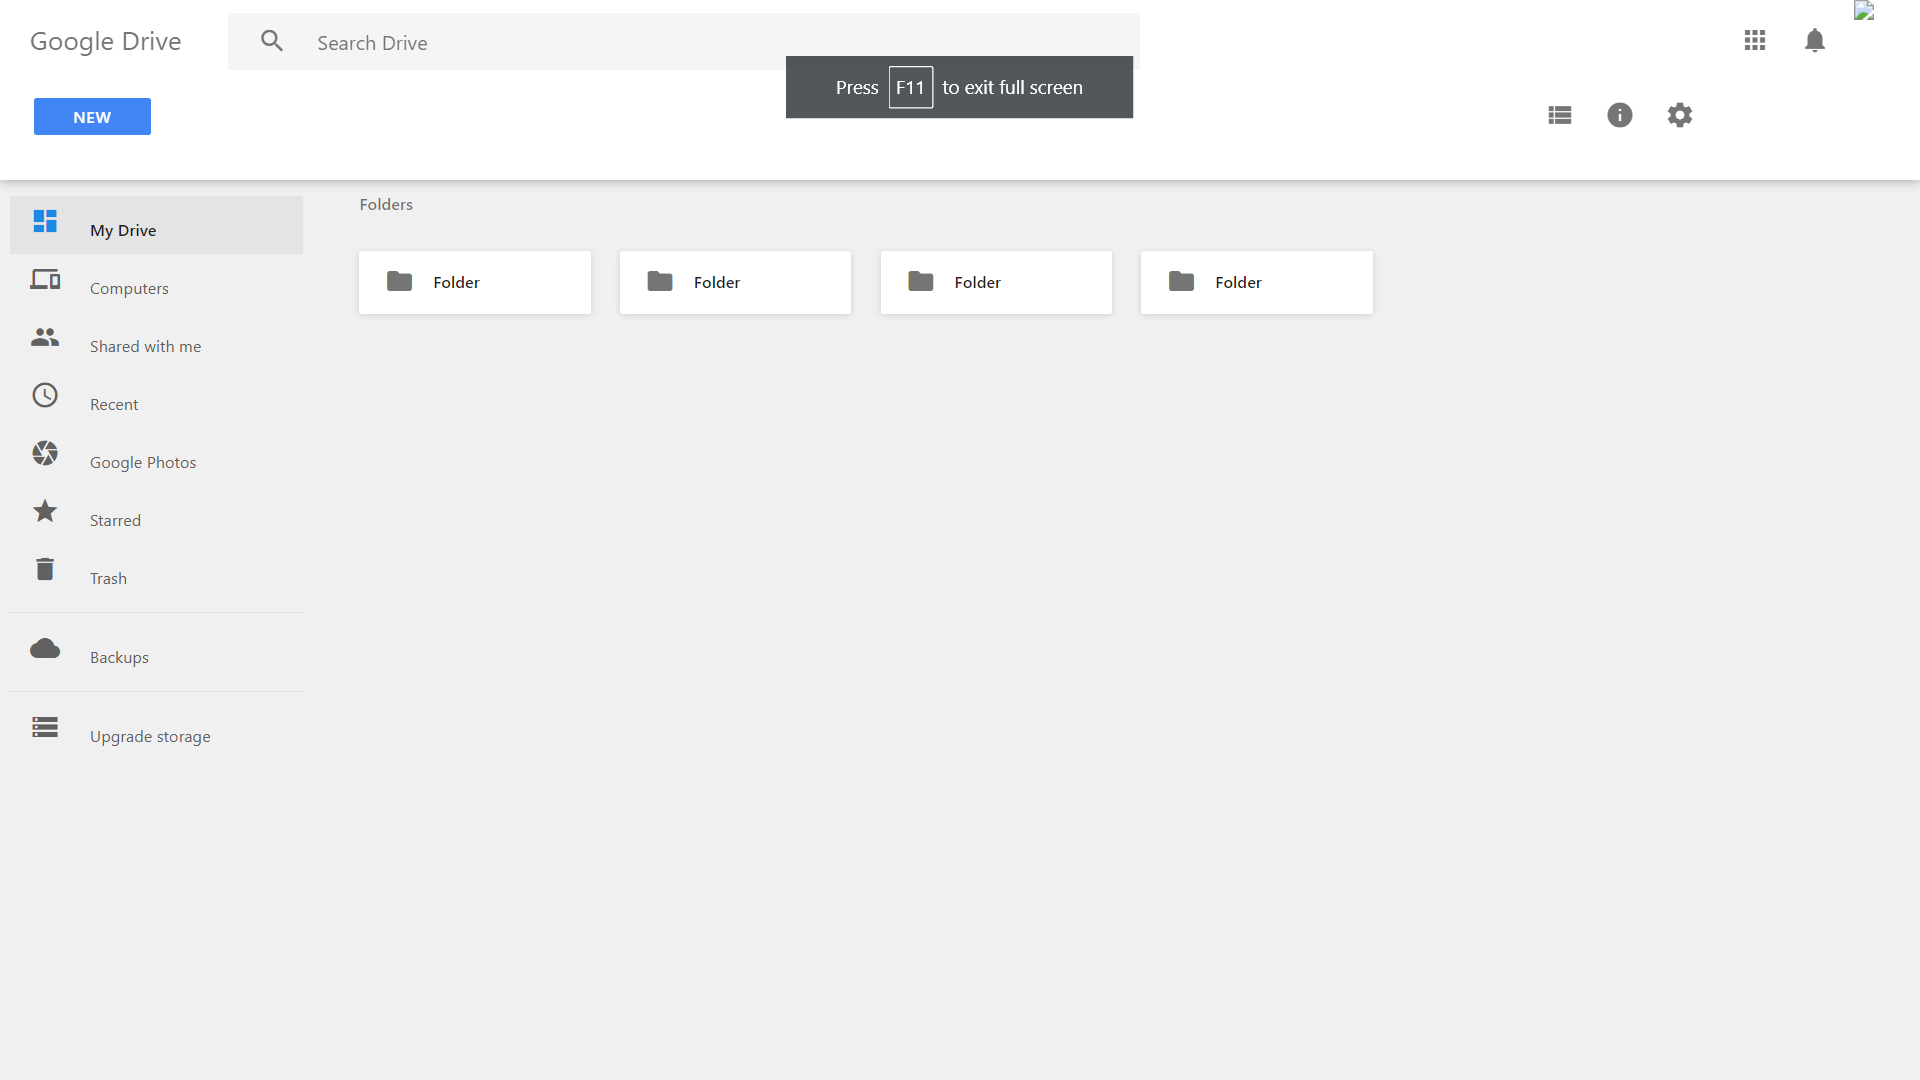 Google Drive
Search Drive
Press F11 to exit full screen
NEW
My Drive
Computers
Shared with me
Recent
Google Photos
Starred
Trash
Backups
Upgrade storage
Folders
Folder
Folder
Folder
Folder